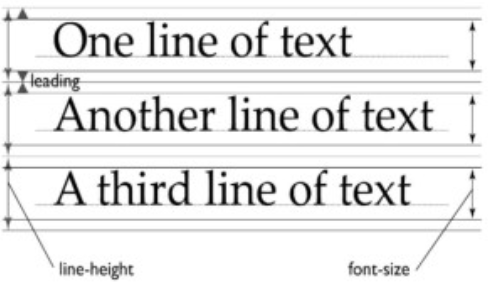 One line of text
leading
Another line of text
A third line of text
line-height
font-size